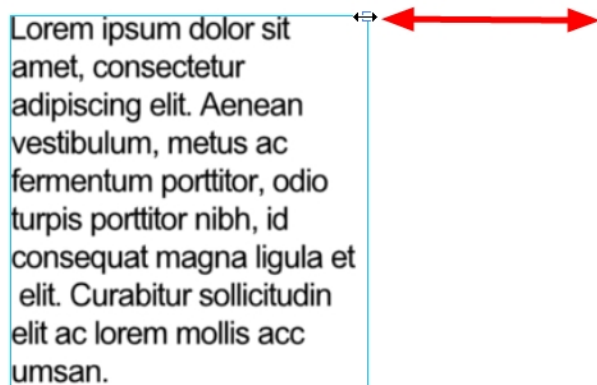 Lorem ipsum dolor sit
amet, consectetur
adipiscing elit. Aenean
vestibulum, metus ac
fermentum porttitor, odio
turpis porttitor nibh, id
consequat magna ligula et
elit. Curabitur sollicitudin
elit ac lorem mollis acc
umsan.